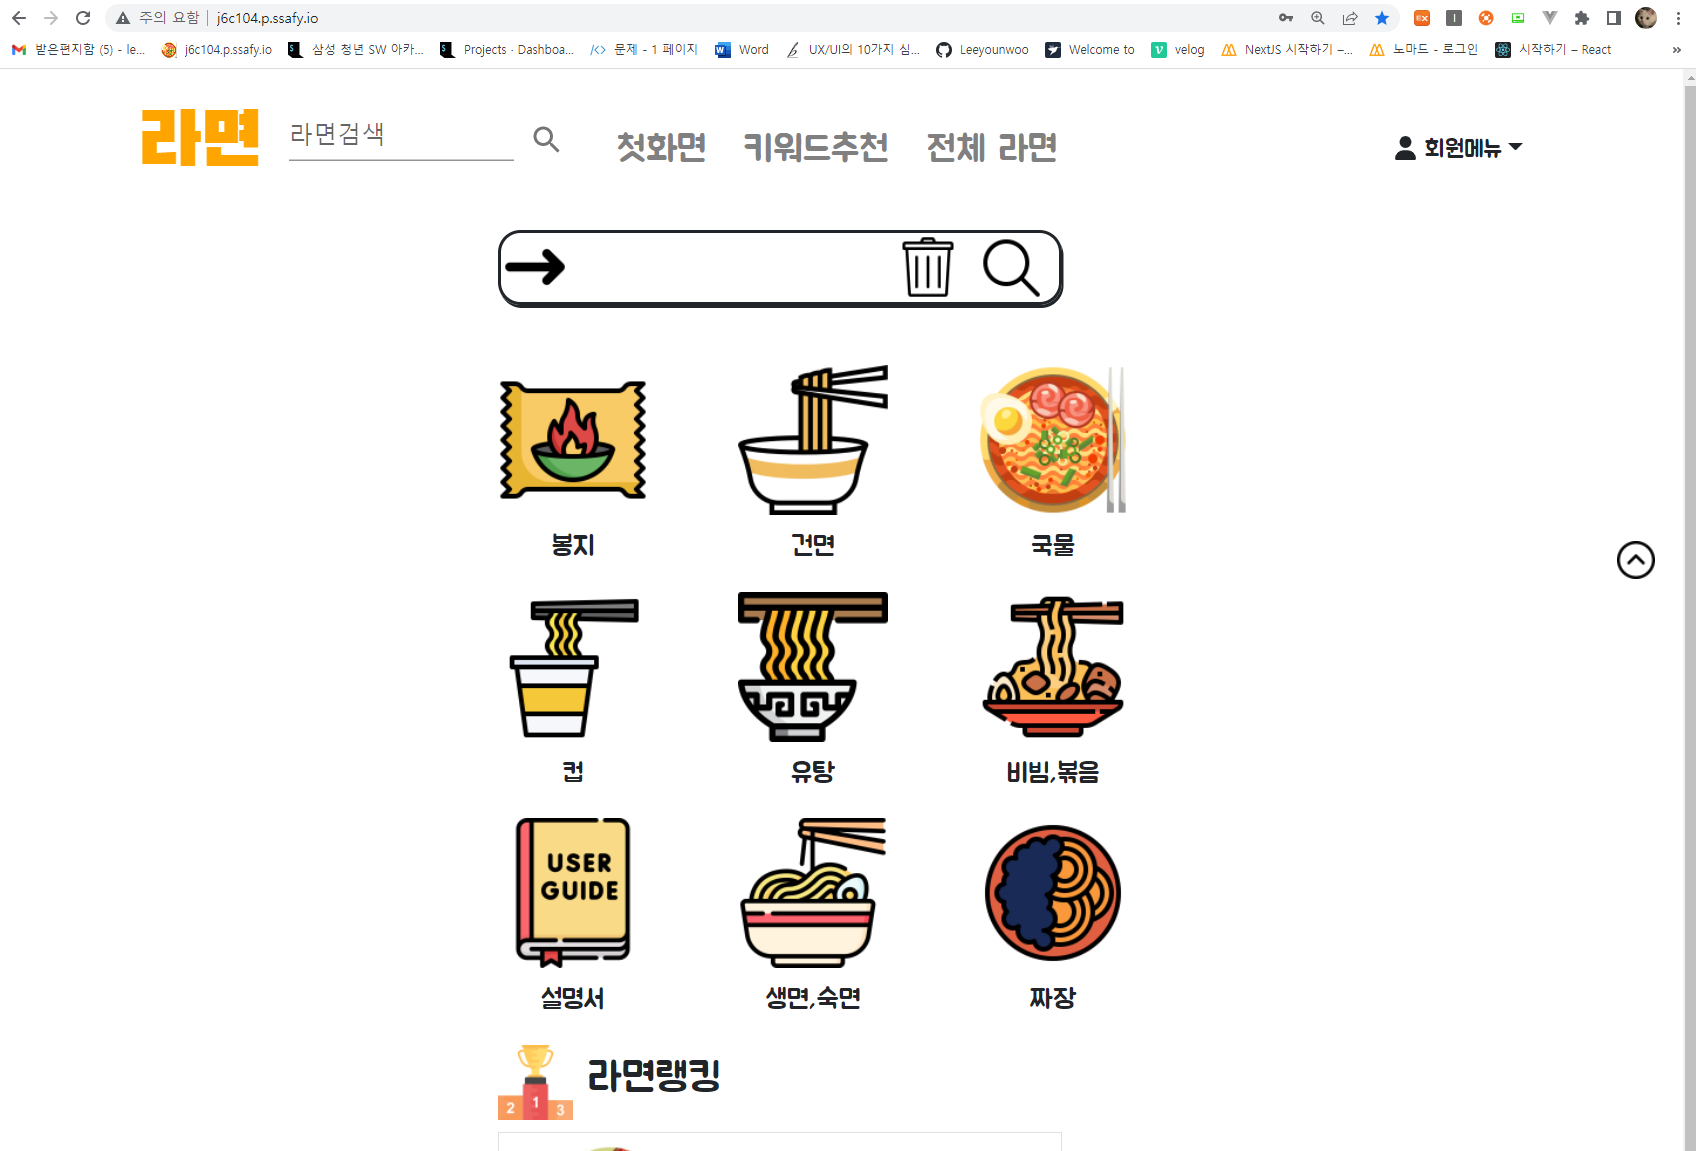 주의 요함 j6c104.p.ssafy.io
받은편지함 (5) - le... j6c104.p.ssafy.io 삼성 청년 SW 아카... Projects · Dashboa... 문제 - 1 페이지 Word UX/UI의 10가지 심... Leeyounwoo Welcome to velog NextJS 시작하기 –... 노마드 - 로그인 시작하기 – React »
라면 라면검색 첫화면 키워드추천 전체 라면 회원메뉴
봉지 건면 국물
컵 유탕 비빔,볶음
USER
GUIDE
설명서 생면,숙면 짜장
2 1 3 라면랭킹